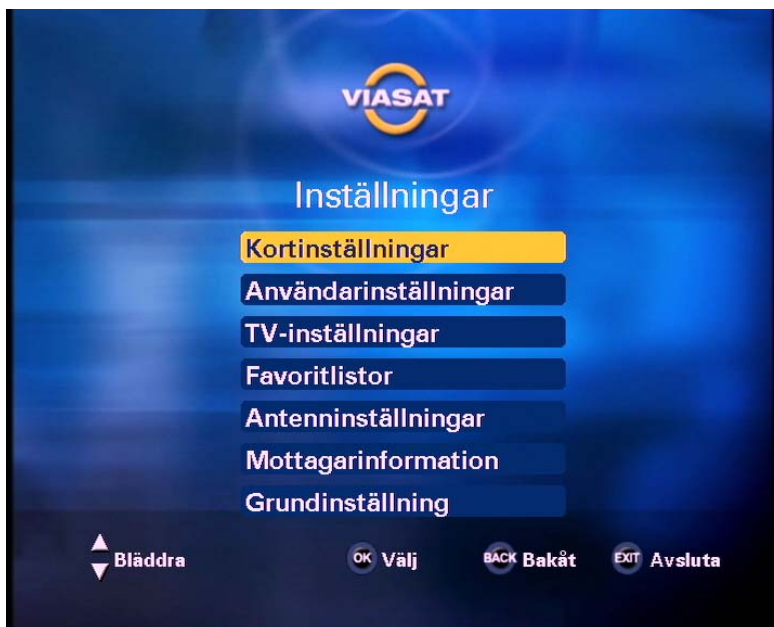 VIASAT
Inställningar
Kortinställningar
Användarinställningar
TV-inställningar
Favoritlistor
Antenninställningar
Mottagarinformation
Grundinställning
Bläddra OK Välj BACK Bakåt EXIT Avsluta